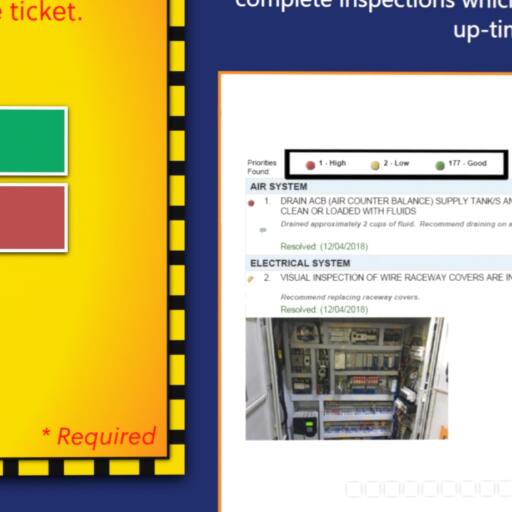 ticket.
complete inspections which
up-tim
Priorities Found:
1 - High
2 - Low
177 - Good
AIR SYSTEM
1. DRAIN ACB (AIR COUNTER BALANCE) SUPPLY TANK/S AN
CLEAN OR LOADED WITH FLUIDS
Drained approximately 2 cups of fluid. Recommend draining on a
Resolved: (12/04/2018)
ELECTRICAL SYSTEM
2. VISUAL INSPECTION OF WIRE RACEWAY COVERS ARE IN
Recommend replacing raceway covers.
Resolved: (12/04/2018)
* Required